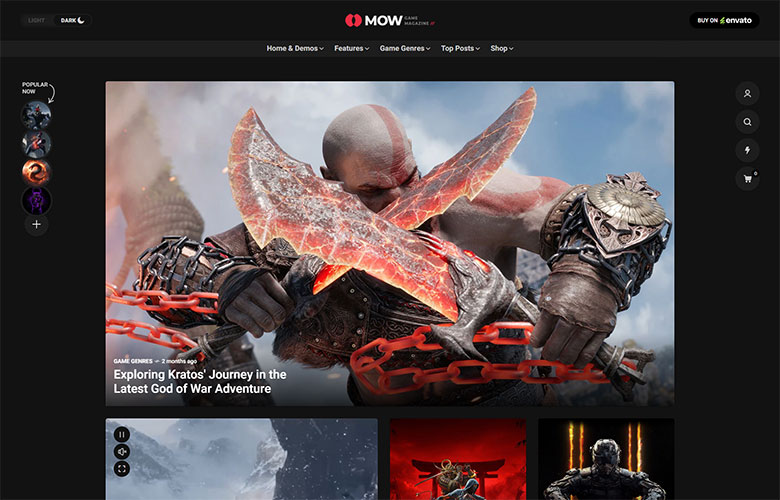 LIGHT
DARK
MOW GAME
MAGAZINE
BUY ON envato
Home & Demos
Features
Game Genres
Top Posts
Shop
POPULAR
NOW
0
GAME GENRES — 2 months ago
Exploring Kratos' Journey in the
Latest God of War Adventure